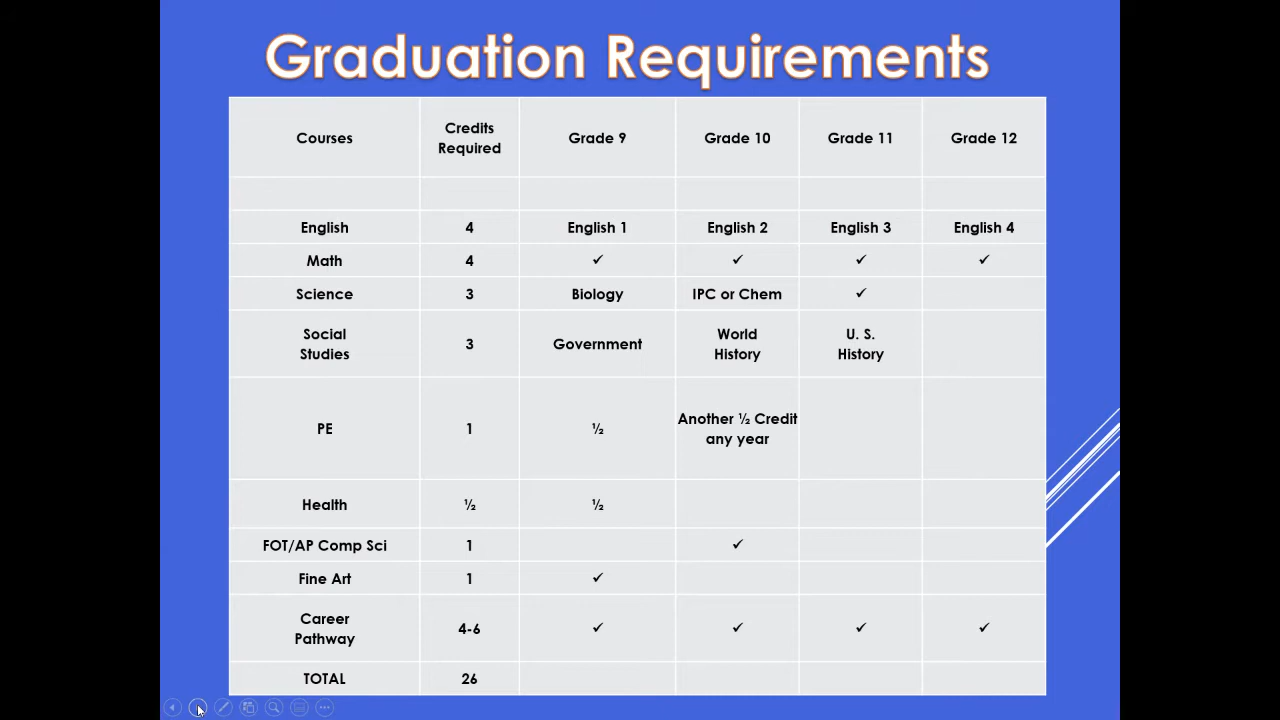 Graduation Requirements
Courses Credits Required Grade 9 Grade 10 Grade 11 Grade 12
English 4 English 1 English 2 English 3 English 4
Math 4 ✓ ✓ ✓ ✓
Science 3 Biology IPC or Chem ✓
Social Studies 3 Government World History U. S. History
PE 1 ½ Another ½ Credit any year
Health ½ ½
FOT/AP Comp Sci 1 ✓
Fine Art 1 ✓
Career Pathway 4-6 ✓ ✓ ✓ ✓
TOTAL 26